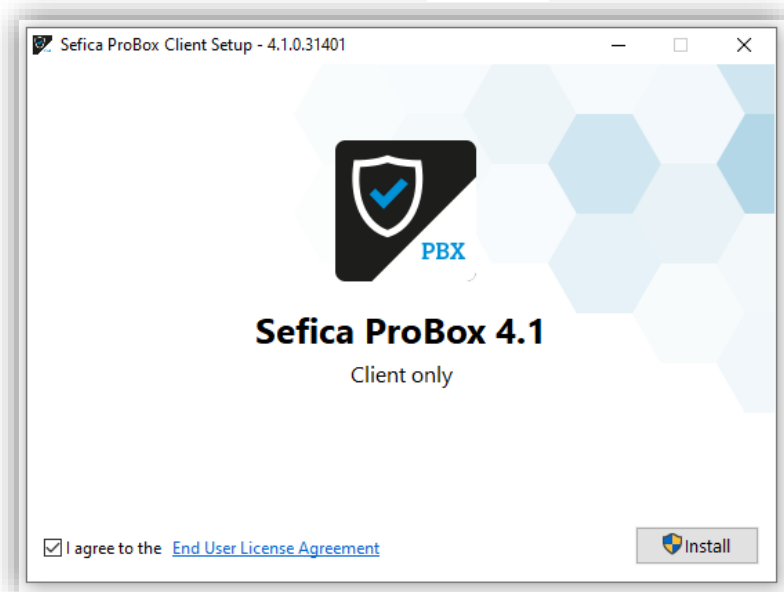 Sefica ProBox Client Setup - 4.1.0.31401
PBX
Sefica ProBox 4.1
Client only
I agree to the End User License Agreement
Install